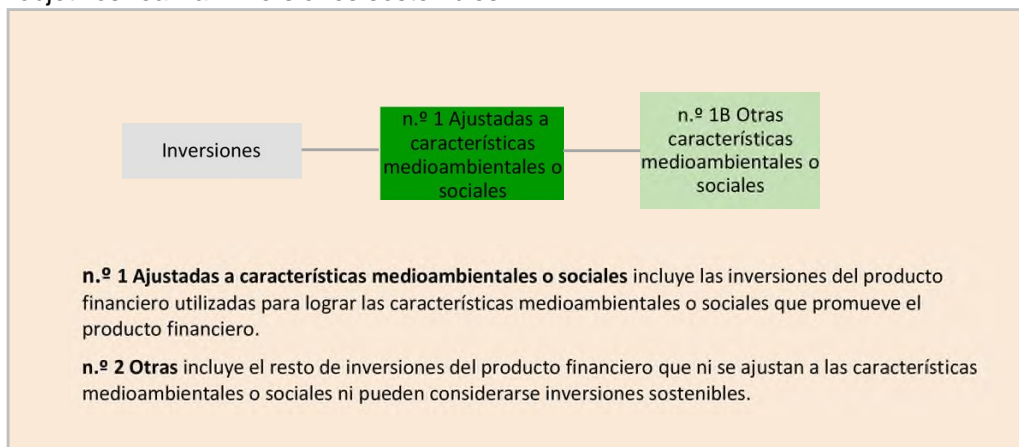 Inversiones
n.º 1 Ajustadas a
características
medioambientales o
sociales
n.º 1B Otras
características
medioambientales o
sociales
n.º 1 Ajustadas a características medioambientales o sociales incluye las inversiones del producto
financiero utilizadas para lograr las características medioambientales o sociales que promueve el
producto financiero.
n.º 2 Otras incluye el resto de inversiones del producto financiero que ni se ajustan a las características
medioambientales o sociales ni pueden considerarse inversiones sostenibles.